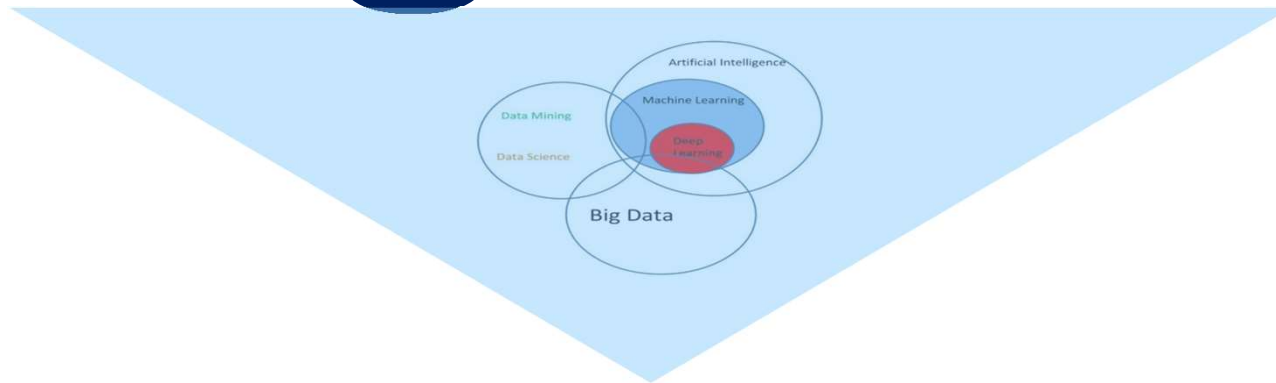 Artificial Intelligence
Machine Learning
Data Mining
Deep
Learning
Data Science
Big Data